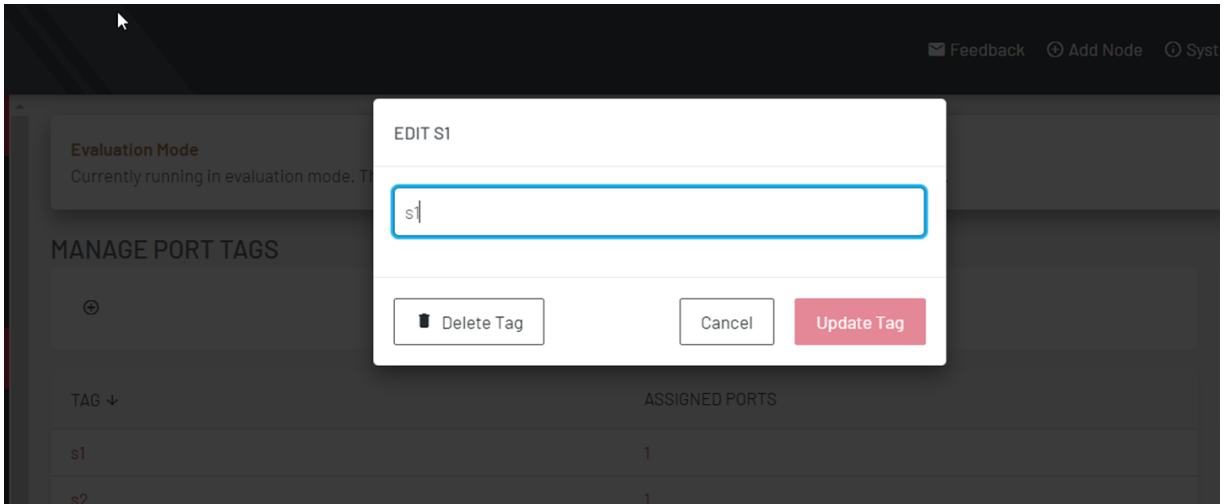 Feedback
Add Node
Syst
Evaluation Mode
Currently running in evaluation mode. Th
MANAGE PORT TAGS
EDIT S1
s1
Delete Tag
Cancel
Update Tag
TAG
ASSIGNED PORTS
s1 1
s2 1